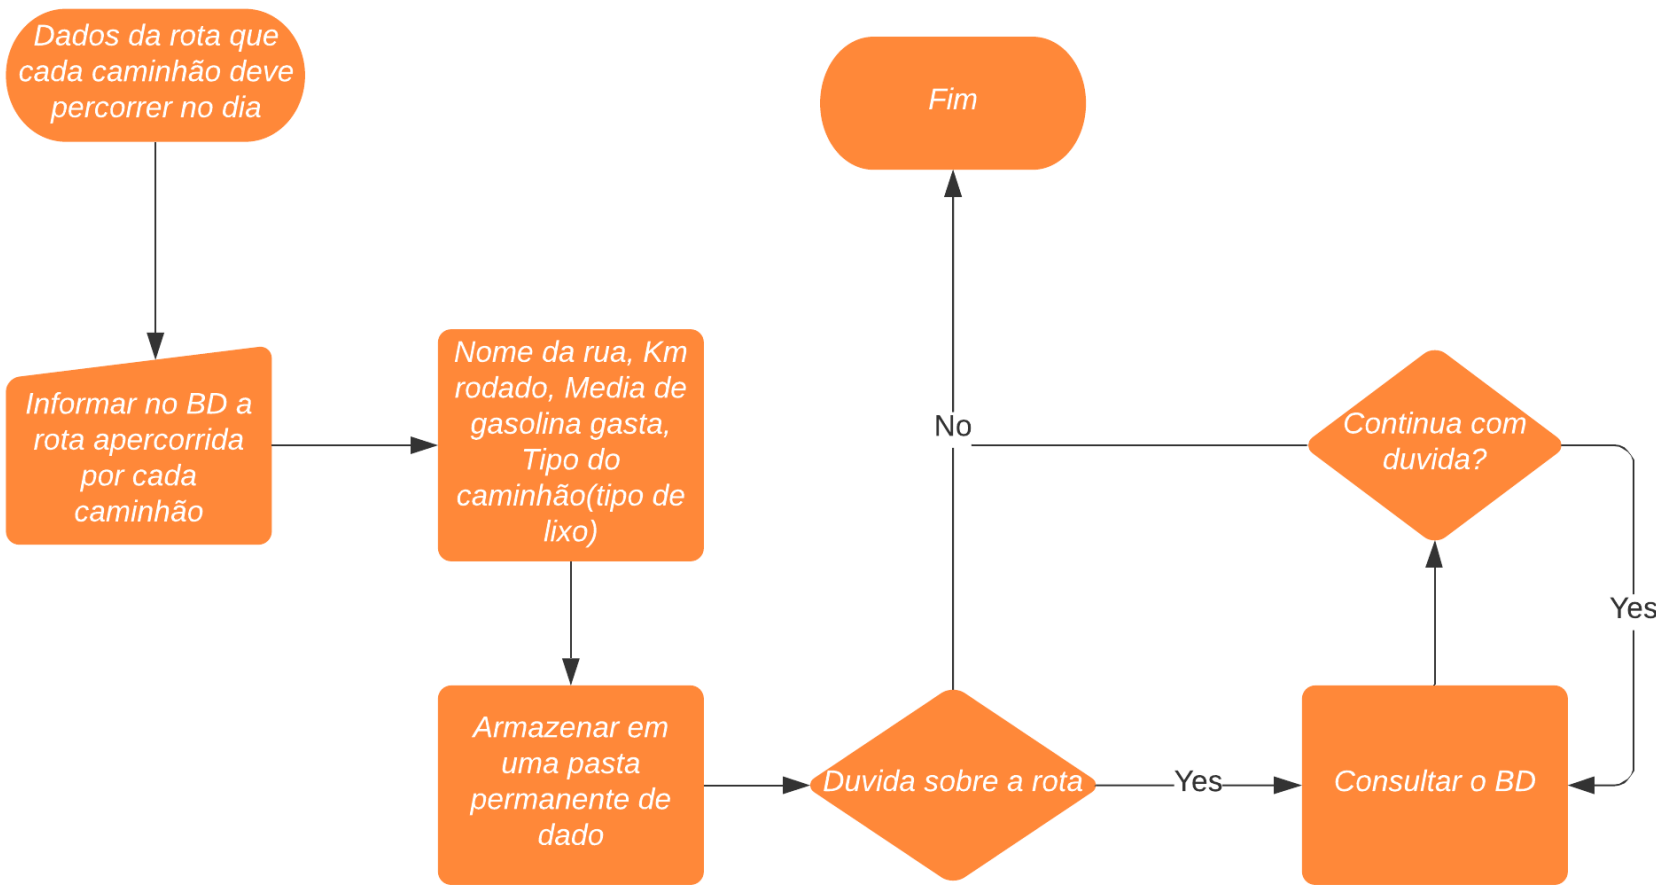 Dados da rota que
cada caminhão deve
percorrer no dia
Informar no BD a
rota apercorrida
por cada
caminhão
Nome da rua, Km
rodado, Media de
gasolina gasta,
Tipo do
caminhão(tipo de
lixo)
Armazenar em
uma pasta
permanente de
dado
Duvida sobre a rota
No
Fim
Yes
Consultar o BD
Continua com
duvida?
Yes